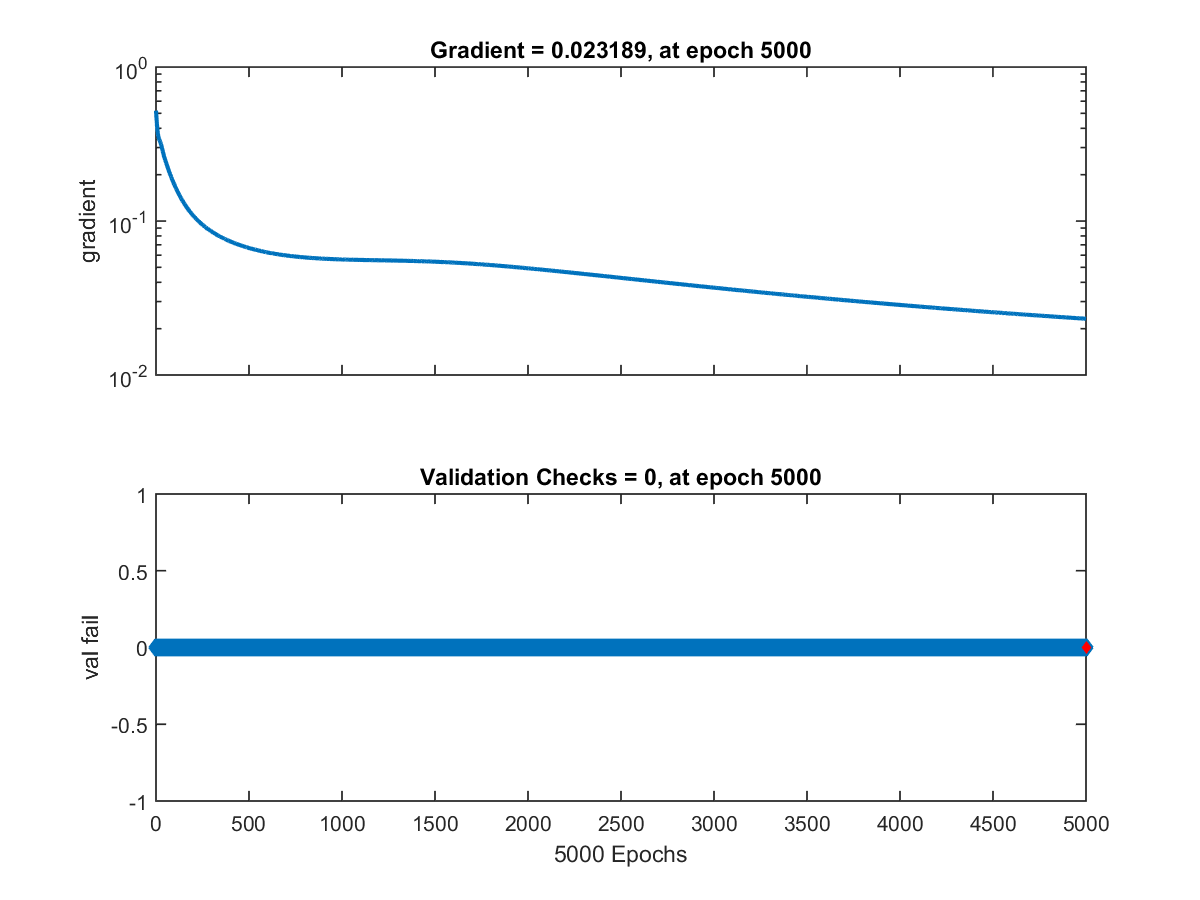 Gradient = 0.023189, at epoch 5000
10^0
10^-1
10^-2
gradient
Validation Checks = 0, at epoch 5000
1
0.5
0
-0.5
-1
val fail
0 500 1000 1500 2000 2500 3000 3500 4000 4500 5000
5000 Epochs